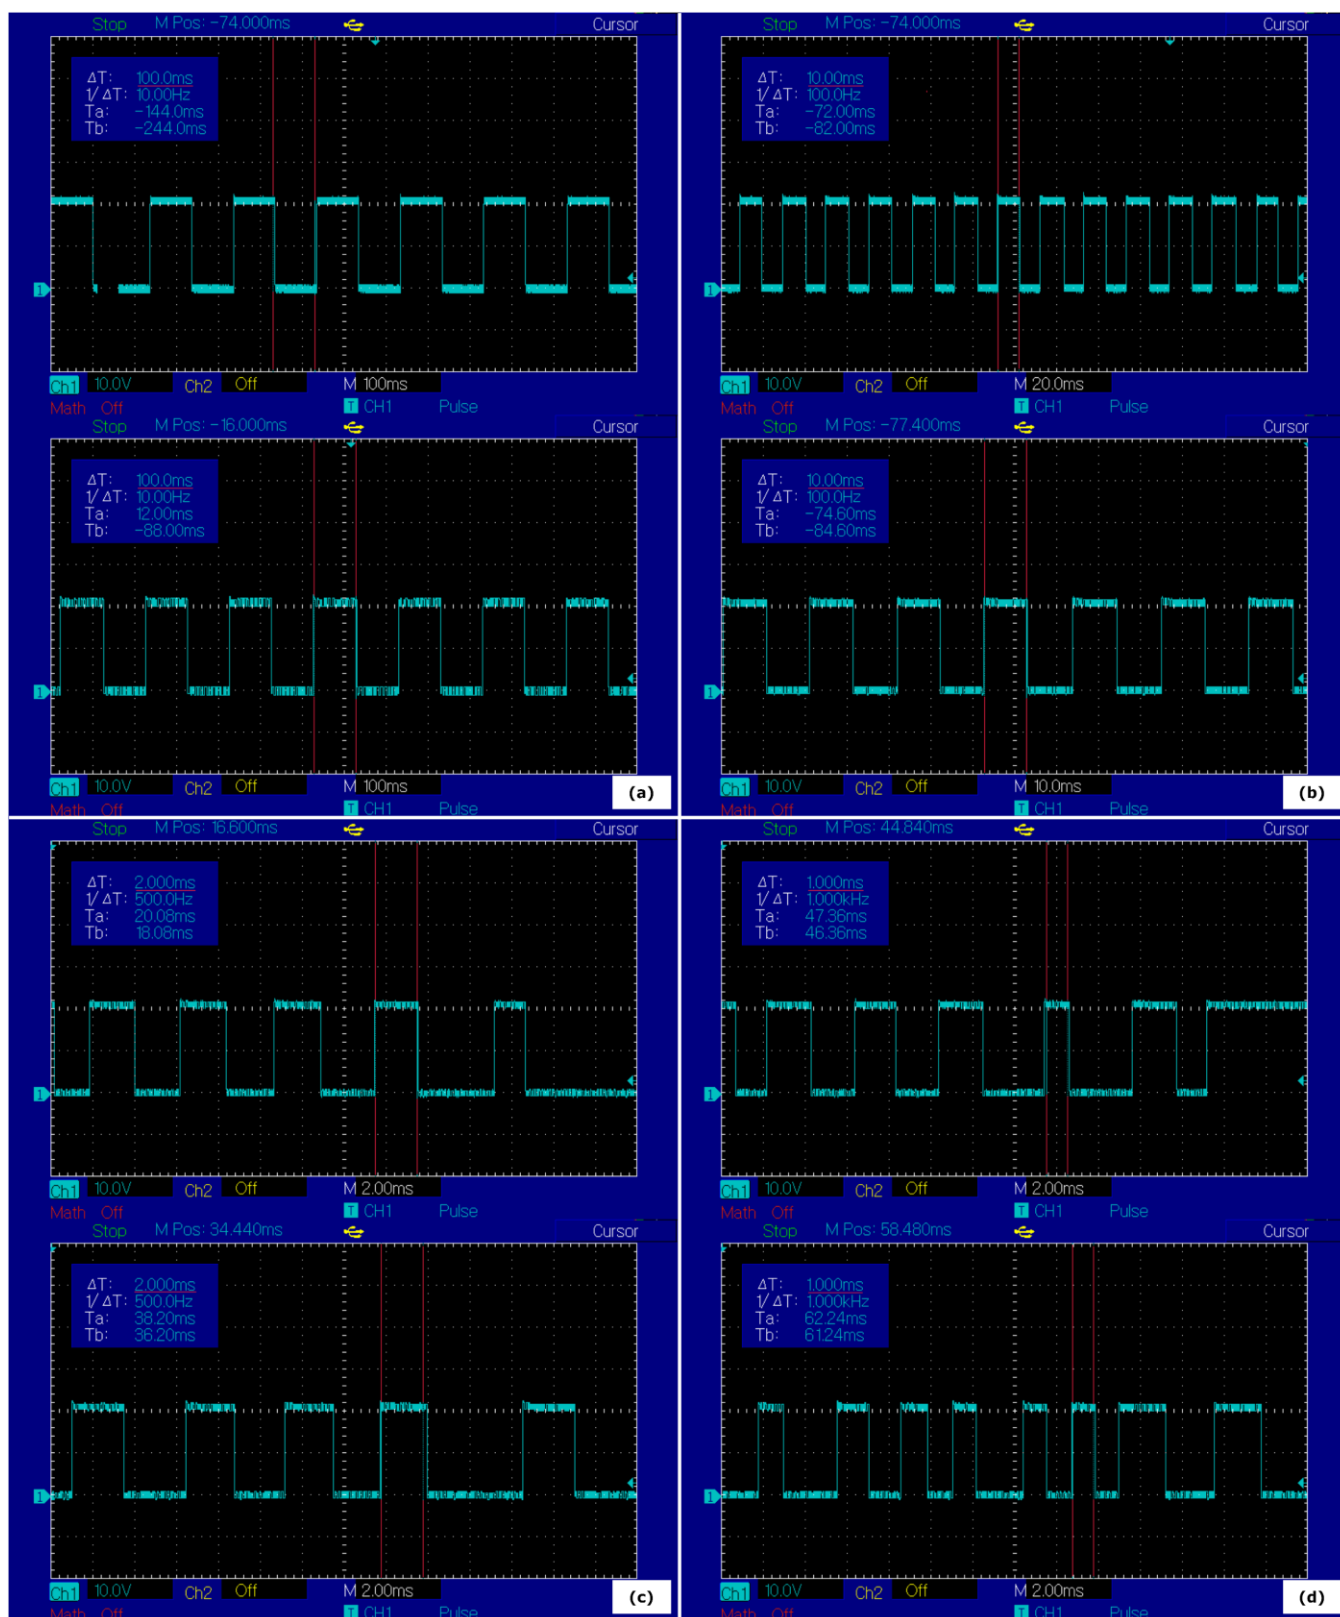 Stop M Pos: -74.000ms Cursor
ΔT: 100.0ms
1/ΔT: 10.00Hz
Ta: -144.0ms
Tb: -244.0ms
1
Ch1 10.0V Ch2 Off M 100ms
Math Off T CH1 Pulse
Stop M Pos: -74.000ms Cursor
ΔT: 10.00ms
1/ΔT: 100.0Hz
Ta: -72.00ms
Tb: -82.00ms
1
Ch1 10.0V Ch2 Off M 20.0ms
Math Off T CH1 Pulse
Stop M Pos: -16.000ms Cursor
ΔT: 100.0ms
1/ΔT: 10.00Hz
Ta: 12.00ms
Tb: -88.00ms
1
Ch1 10.0V Ch2 Off M 100ms
Math Off T CH1 Pulse
(a)
Stop M Pos: -77.400ms Cursor
ΔT: 10.00ms
1/ΔT: 100.0Hz
Ta: -74.60ms
Tb: -84.60ms
1
Ch1 10.0V Ch2 Off M 10.0ms
Math Off T CH1 Pulse
(b)
Stop M Pos: 16.600ms Cursor
ΔT: 2.000ms
1/ΔT: 500.0Hz
Ta: 20.08ms
Tb: 18.08ms
1
Ch1 10.0V Ch2 Off M 2.00ms
Math Off T CH1 Pulse
Stop M Pos: 44.840ms Cursor
ΔT: 1.000ms
1/ΔT: 1.000kHz
Ta: 47.36ms
Tb: 46.36ms
1
Ch1 10.0V Ch2 Off M 2.00ms
Math Off T CH1 Pulse
Stop M Pos: 34.440ms Cursor
ΔT: 2.000ms
1/ΔT: 500.0Hz
Ta: 38.20ms
Tb: 36.20ms
1
Ch1 10.0V Ch2 Off M 2.00ms
Math Off T CH1 Pulse
(c)
Stop M Pos: 58.480ms Cursor
ΔT: 1.000ms
1/ΔT: 1.000kHz
Ta: 62.24ms
Tb: 61.24ms
1
Ch1 10.0V Ch2 Off M 2.00ms
Math Off T CH1 Pulse
(d)